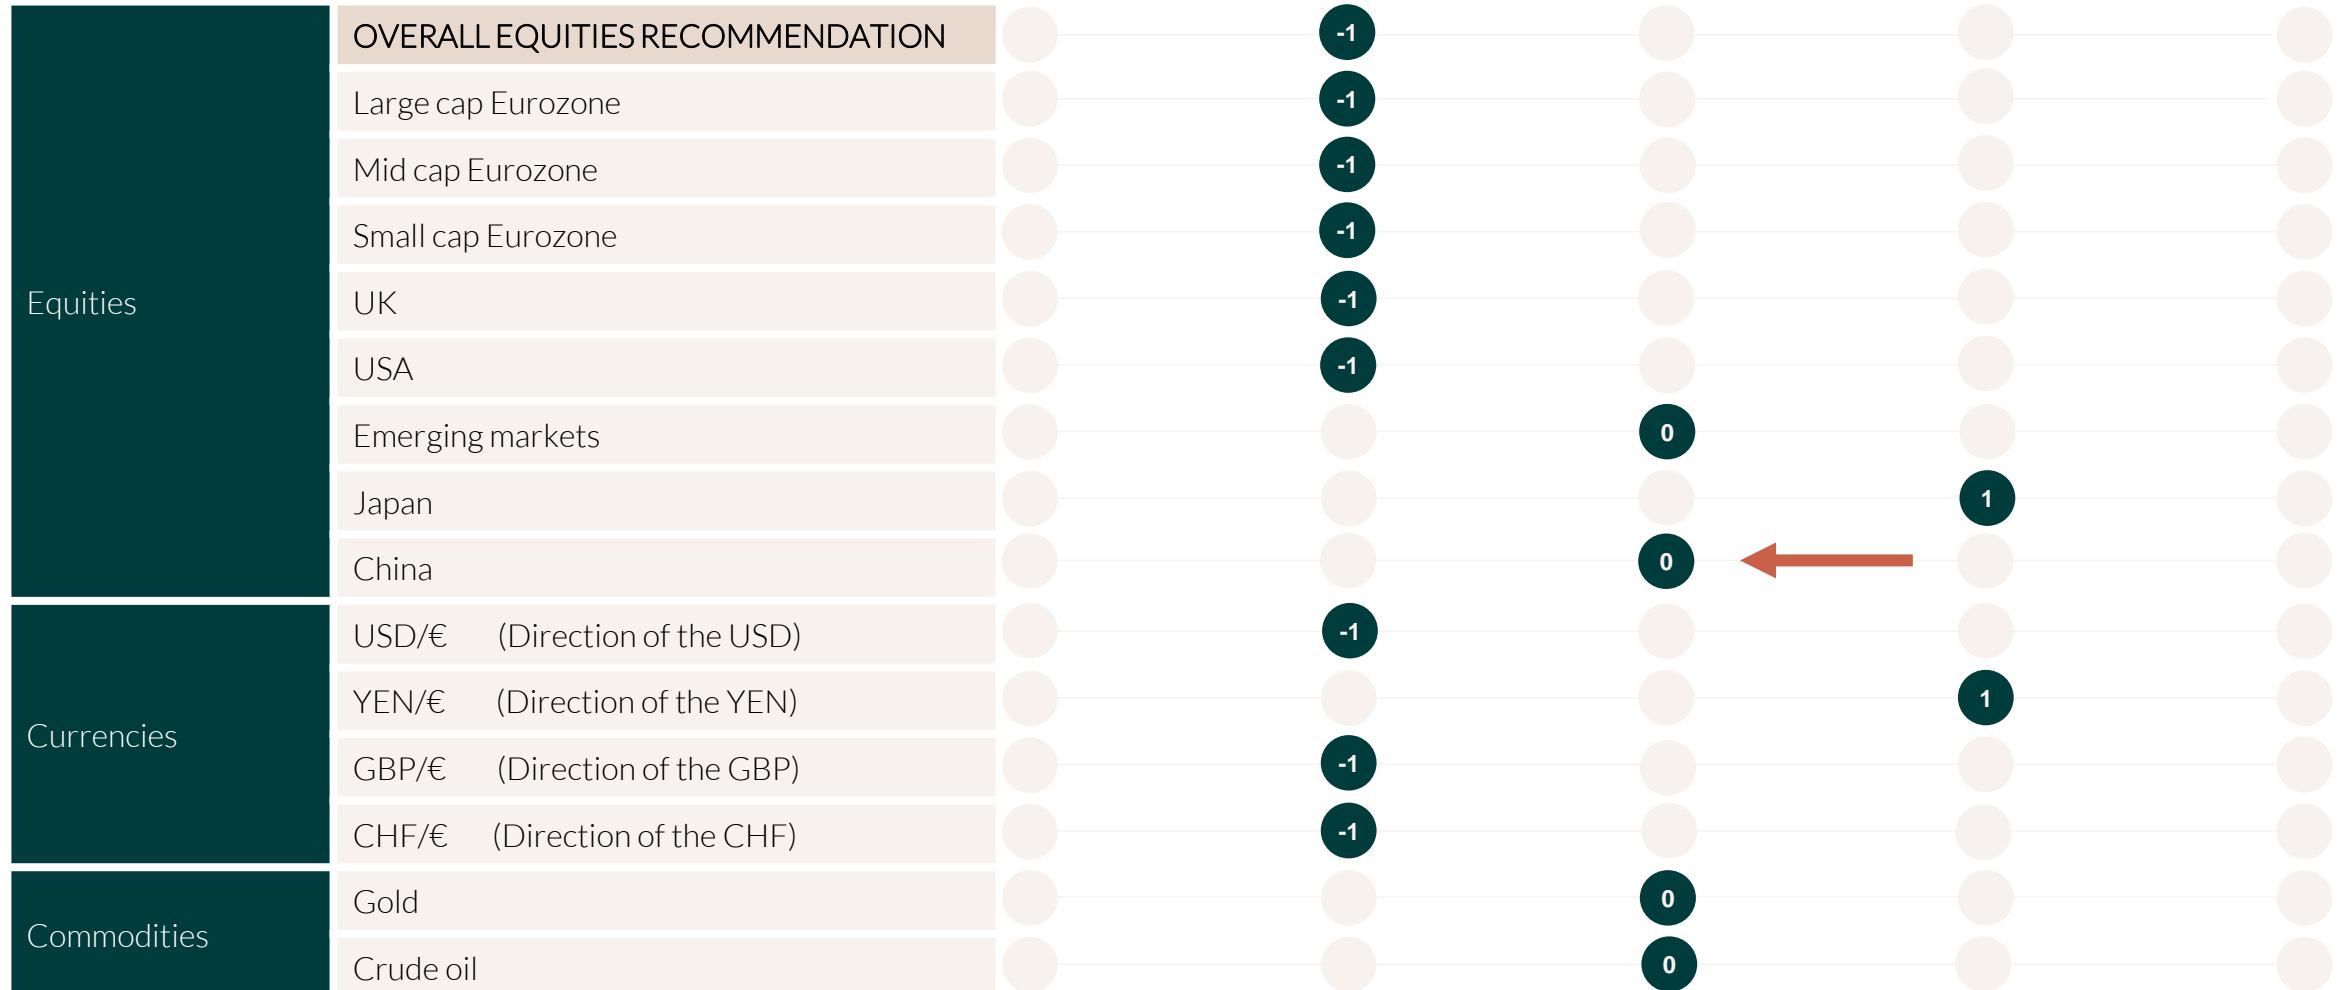 OVERALL EQUITIES RECOMMENDATION -1
Large cap Eurozone -1
Mid cap Eurozone -1
Small cap Eurozone -1
Equities
UK -1
USA -1
Emerging markets 0
Japan 1
China 0
USD/€ (Direction of the USD) -1
YEN/€ (Direction of the YEN) 1
Currencies
GBP/€ (Direction of the GBP) -1
CHF/€ (Direction of the CHF) -1
Gold 0
Commodities
Crude oil 0